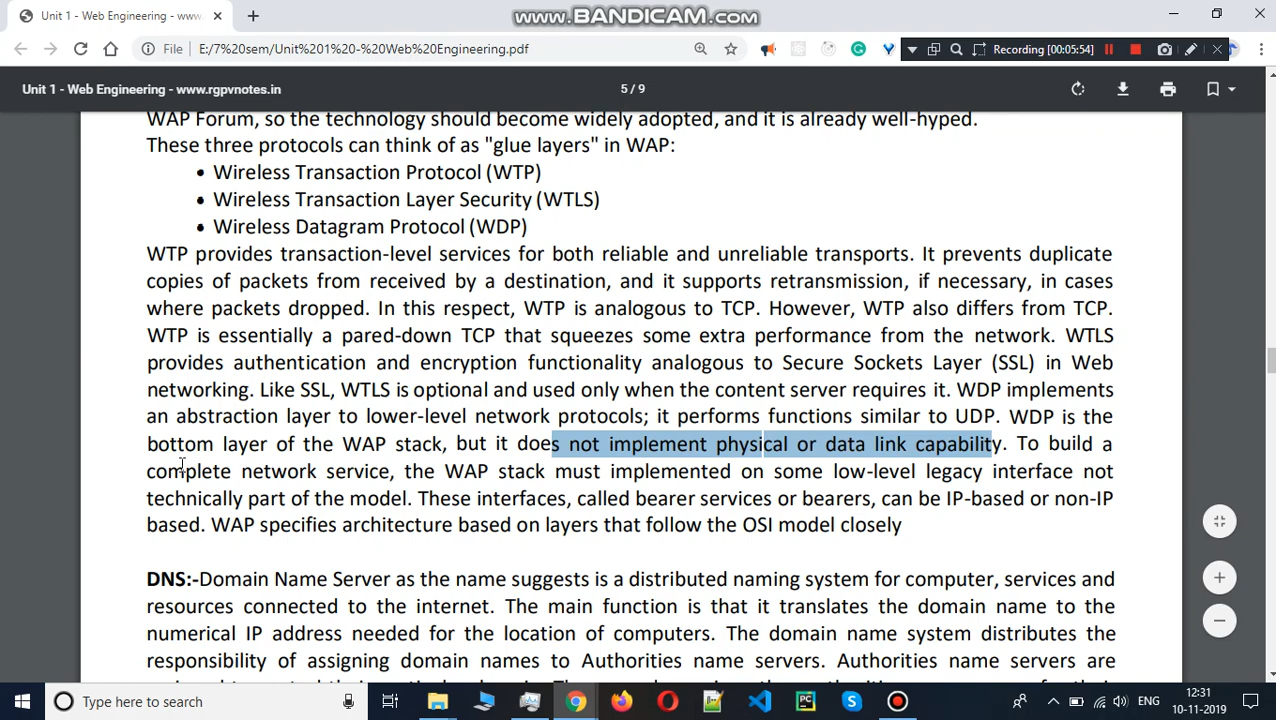 Unit 1 - Web Engineering - www.
www.BANDICAM.com
File E:/7%20sem/Unit%201%20-%20Web%20Engineering.pdf
Recording [00:05:54]
Unit 1 - Web Engineering - www.rgpvnotes.in
5 / 9
WAP Forum, so the technology should become widely adopted, and it is already well-hyped.
These three protocols can think of as "glue layers" in WAP:
• Wireless Transaction Protocol (WTP)
• Wireless Transaction Layer Security (WTLS)
• Wireless Datagram Protocol (WDP)
WTP provides transaction-level services for both reliable and unreliable transports. It prevents duplicate
copies of packets from received by a destination, and it supports retransmission, if necessary, in cases
where packets dropped. In this respect, WTP is analogous to TCP. However, WTP also differs from TCP.
WTP is essentially a pared-down TCP that squeezes some extra performance from the network. WTLS
provides authentication and encryption functionality analogous to Secure Sockets Layer (SSL) in Web
networking. Like SSL, WTLS is optional and used only when the content server requires it. WDP implements
an abstraction layer to lower-level network protocols; it performs functions similar to UDP. WDP is the
bottom layer of the WAP stack, but it does not implement physical or data link capability. To build a
complete network service, the WAP stack must implemented on some low-level legacy interface not
technically part of the model. These interfaces, called bearer services or bearers, can be IP-based or non-IP
based. WAP specifies architecture based on layers that follow the OSI model closely
DNS:-Domain Name Server as the name suggests is a distributed naming system for computer, services and
resources connected to the internet. The main function is that it translates the domain name to the
numerical IP address needed for the location of computers. The domain name system distributes the
responsibility of assigning domain names to Authorities name servers. Authorities name servers are
Type here to search
ENG
12:31
10-11-2019